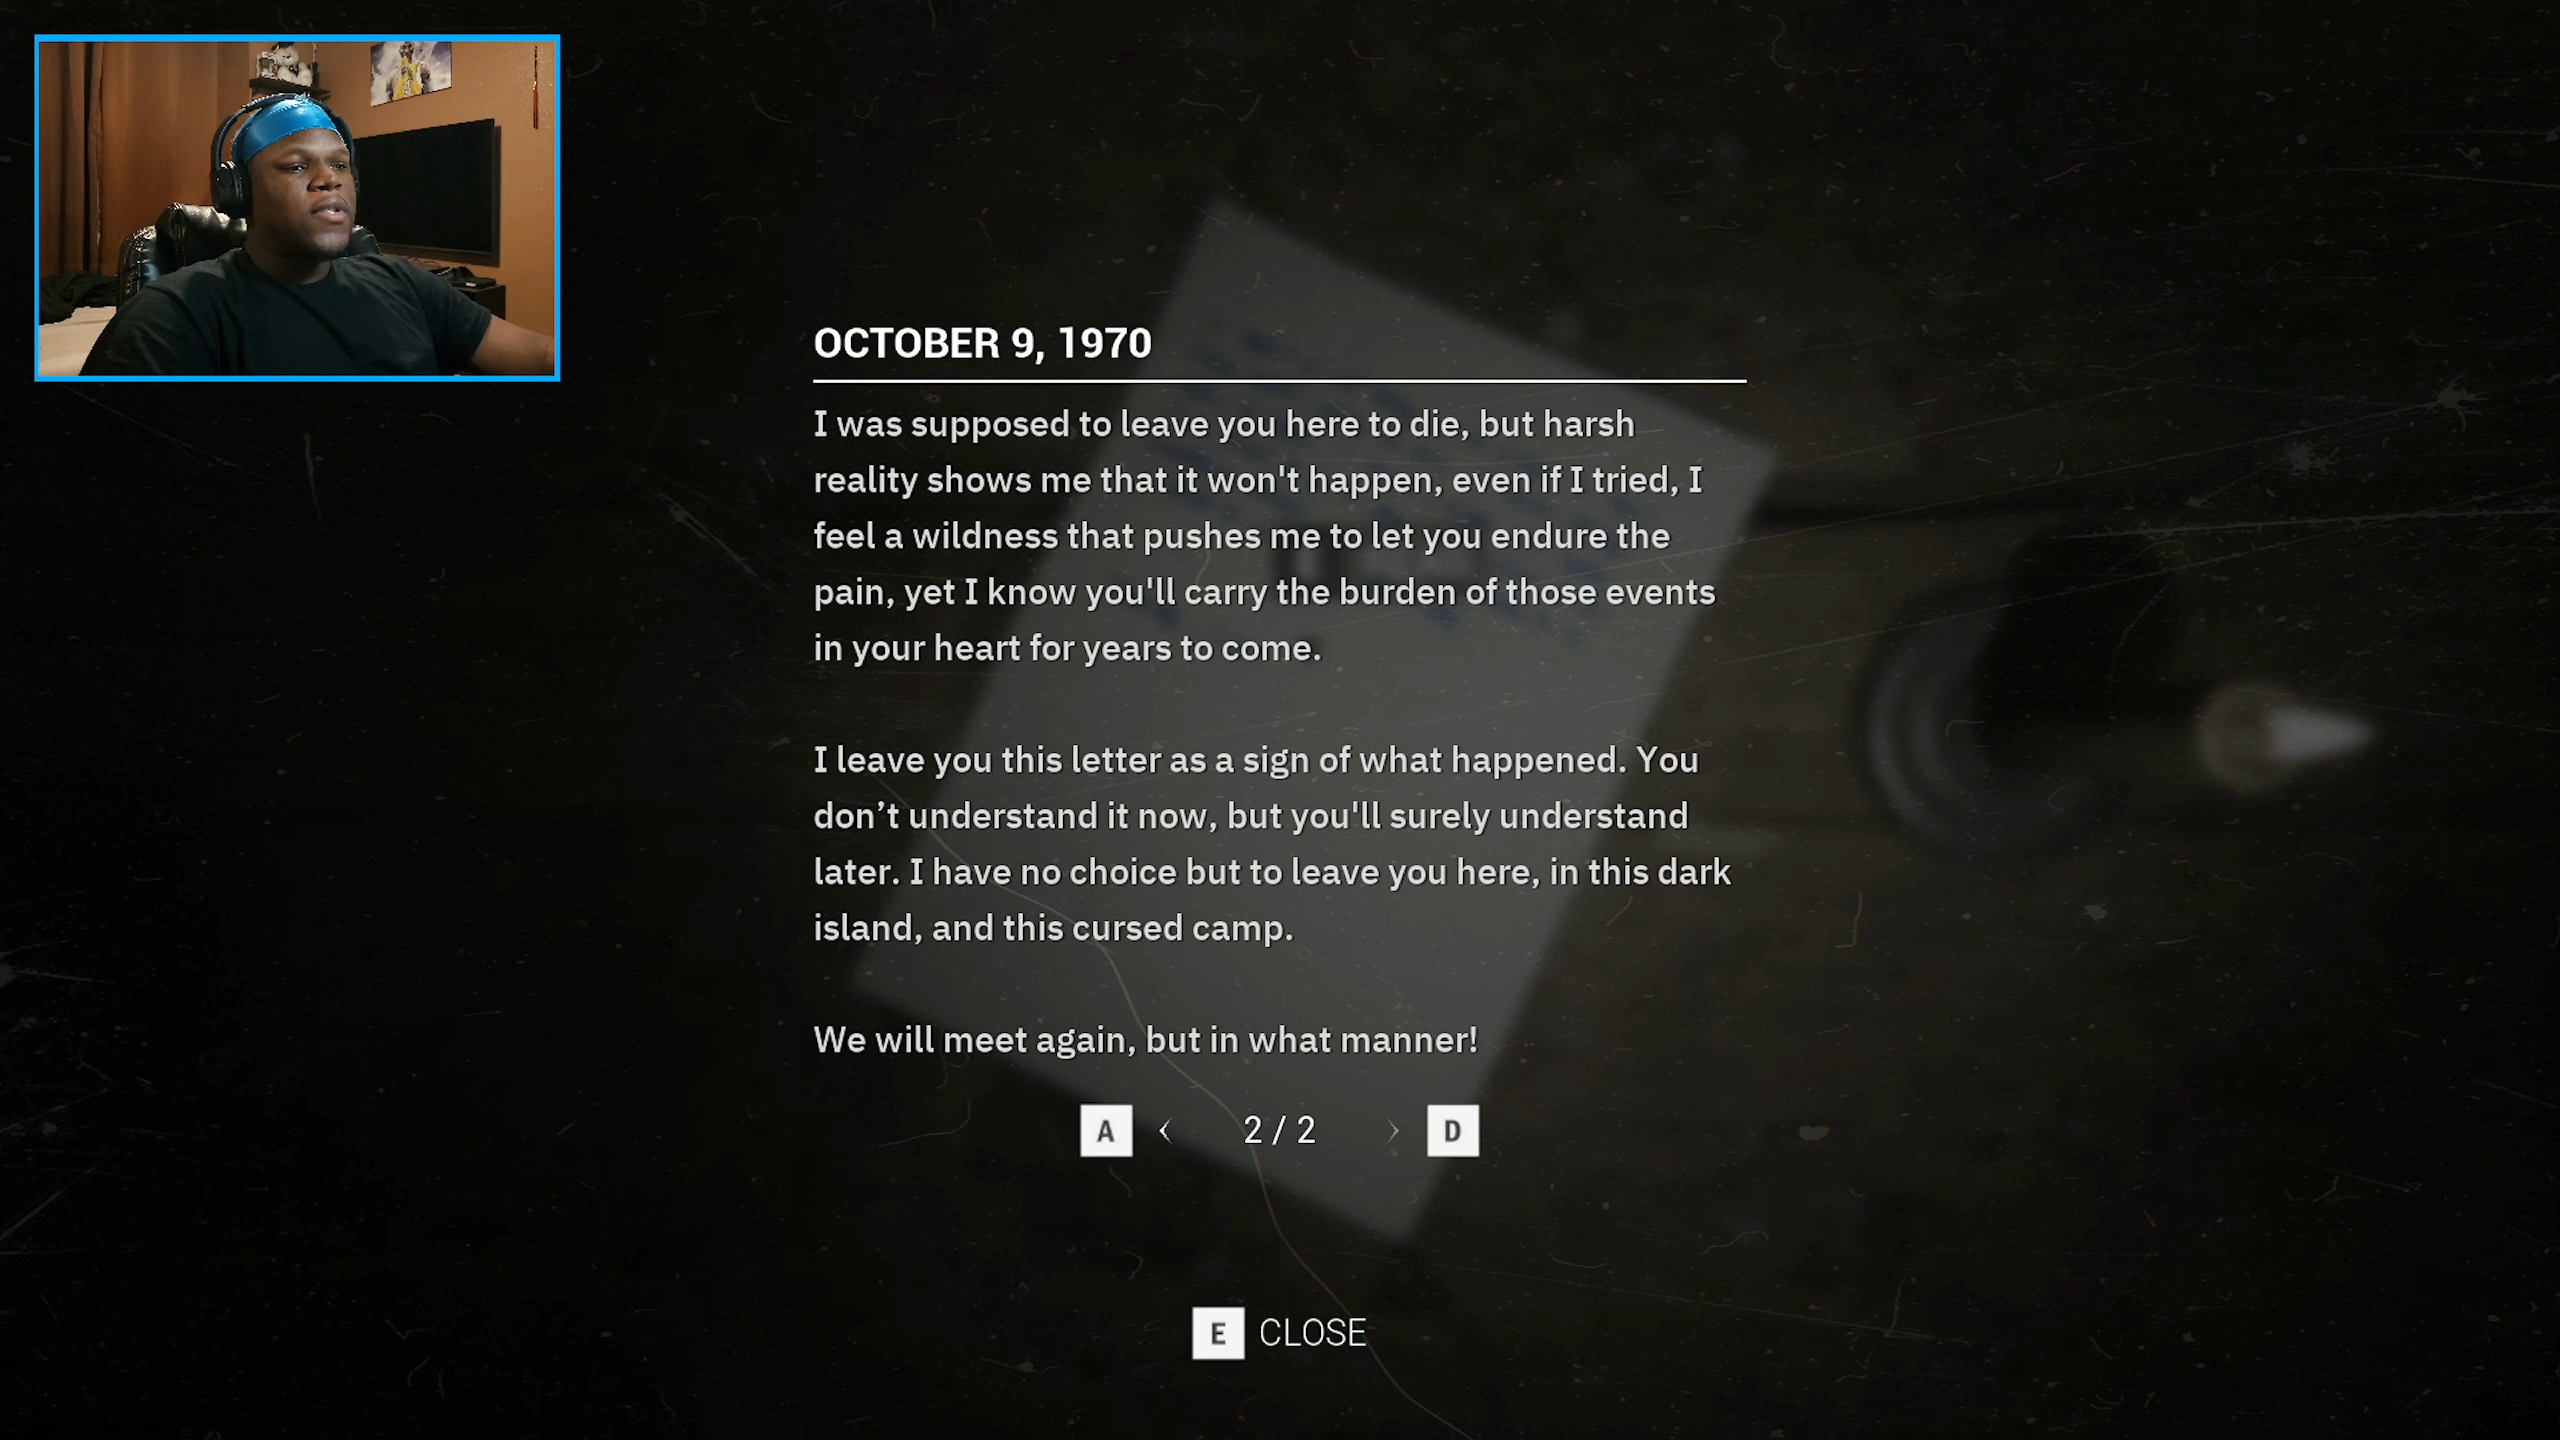 OCTOBER 9, 1970
I was supposed to leave you here to die, but harsh
reality shows me that it won't happen, even if I tried, I
feel a wildness that pushes me to let you endure the
pain, yet I know you'll carry the burden of those events
in your heart for years to come.
I leave you this letter as a sign of what happened. You
don’t understand it now, but you'll surely understand
later. I have no choice but to leave you here, in this dark
island, and this cursed camp.
We will meet again, but in what manner!
A < 2 / 2 > D
E CLOSE